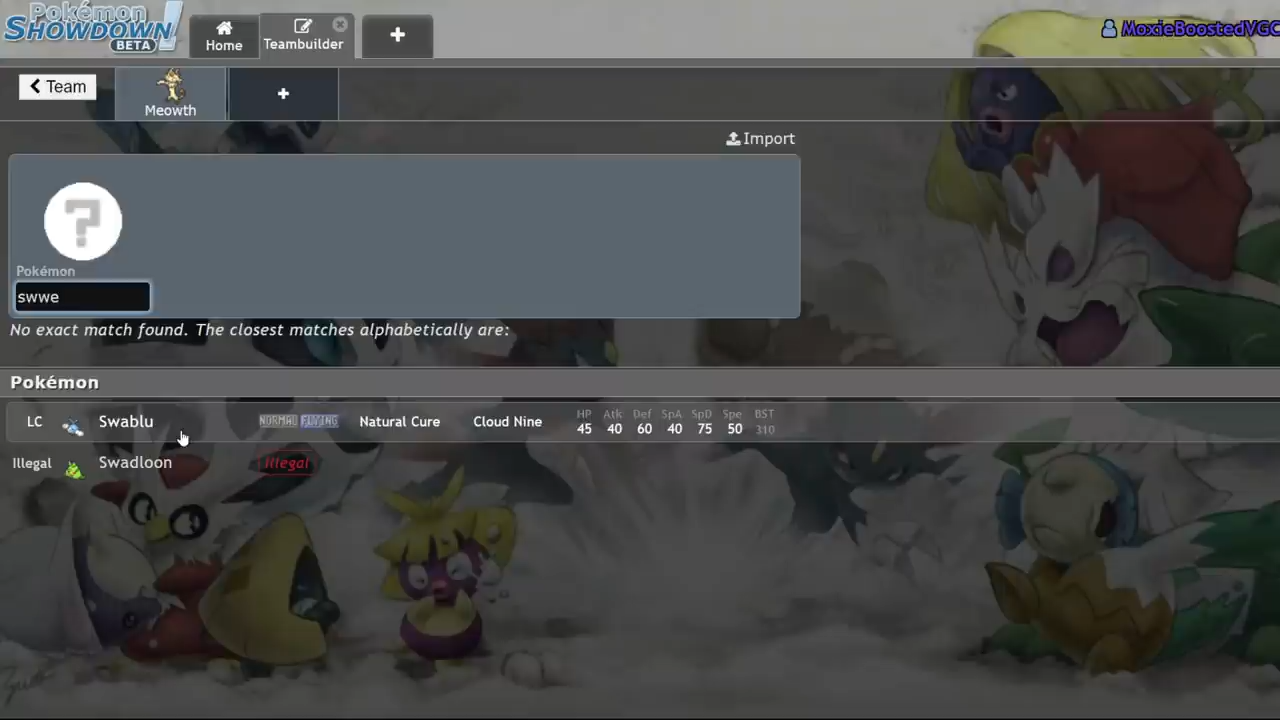 Pokémon
SHOWDOWN!
BETA
Home
Teambuilder
+
MoxieBoostedVGC
Team
Meowth
+
Import
?
Pokémon
swwe
No exact match found. The closest matches alphabetically are:
Pokémon
LC Swablu NORMAL FLYING Natural Cure Cloud Nine HP 45 Atk 40 Def 60 SpA 40 SpD 75 Spe 50 BST 310
Illegal Swadloon Illegal